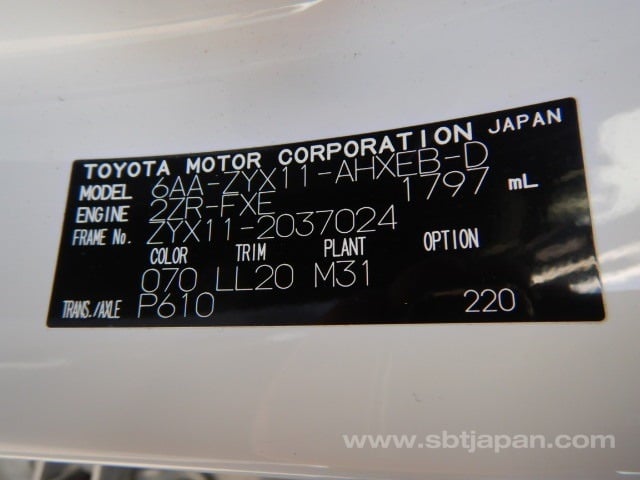 TOYOTA MOTOR CORPORATION JAPAN
MODEL 6AA-ZYX11-AHXEB-D
ENGINE 2ZR-FXE 1797 mL
FRAME No. ZYX11-2037024
COLOR TRIM PLANT OPTION
070 LL20 M31
TRANS./AXLE P610 220
www.sbtjapan.com